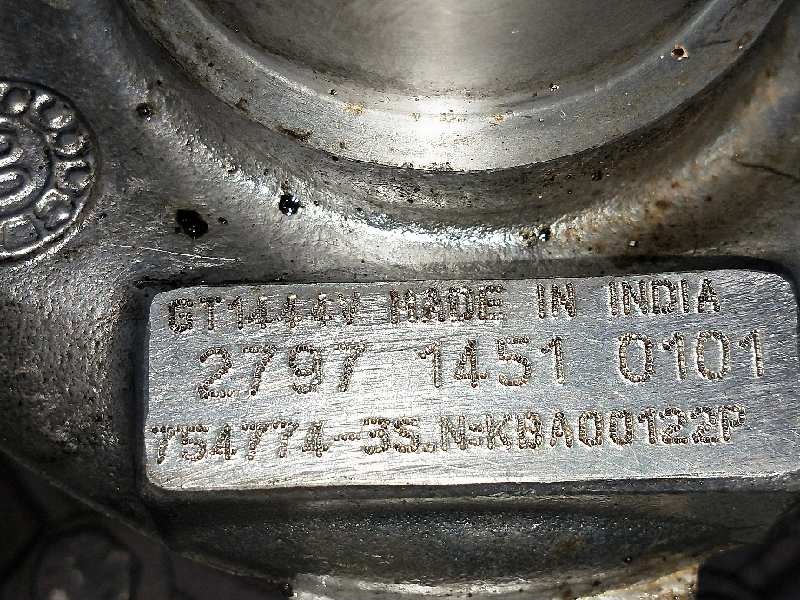 GT1444V MADE IN INDIA
2797 1451 0101
754774-3S.N:KBA00122P